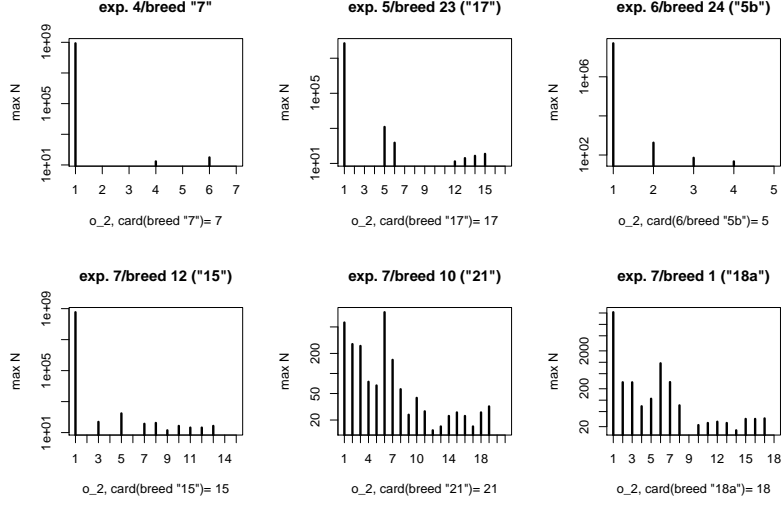 exp. 4/breed "7"
max N
1e+09
1e+05
1e+01
1 2 3 4 5 6 7
o_2, card(breed "7")= 7
exp. 5/breed 23 ("17")
max N
1e+05
1e+01
1 3 5 7 9 12 15
o_2, card(breed "17")= 17
exp. 6/breed 24 ("5b")
max N
1e+06
1e+02
1 2 3 4 5
o_2, card(6/breed "5b")= 5
exp. 7/breed 12 ("15")
max N
1e+09
1e+05
1e+01
1 3 5 7 9 11 14
o_2, card(breed "15")= 15
exp. 7/breed 10 ("21")
max N
200
50
20
1 4 7 10 14 18
o_2, card(breed "21")= 21
exp. 7/breed 1 ("18a")
max N
2000
200
20
1 3 5 7 9 12 15 18
o_2, card(breed "18a")= 18